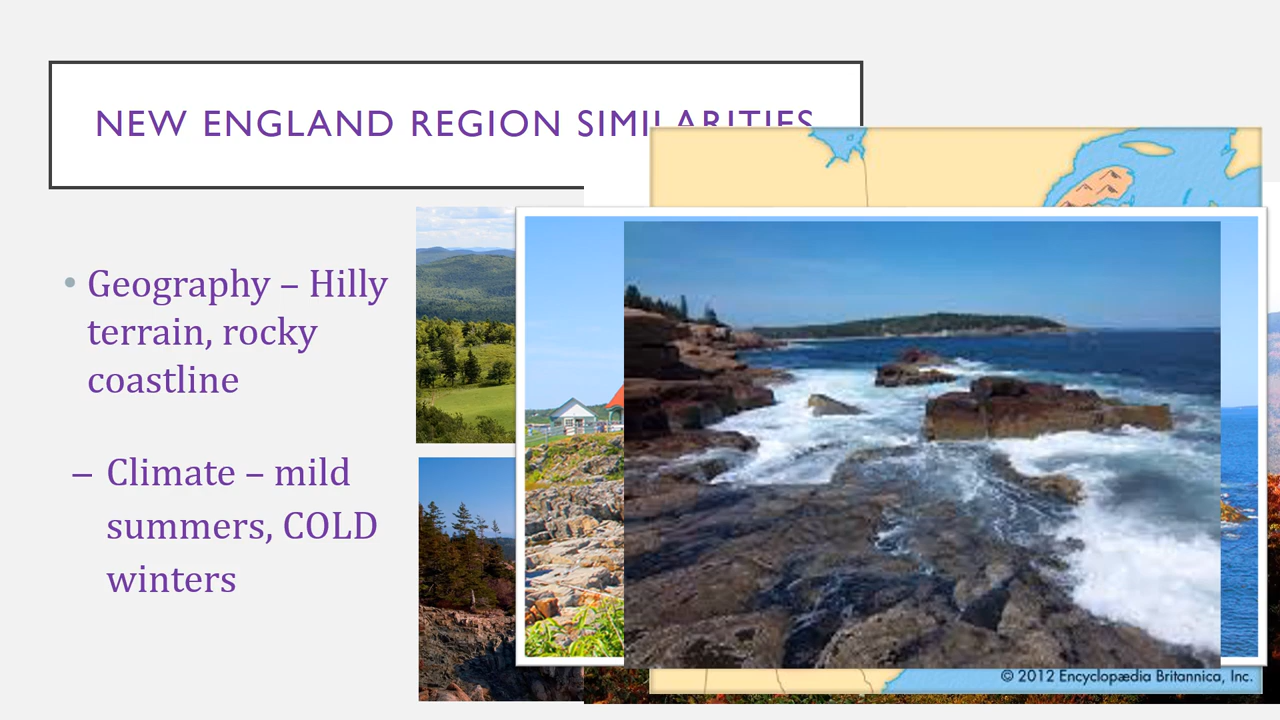 NEW ENGLAND REGION SIMILARITIES
• Geography – Hilly
terrain, rocky
coastline
– Climate – mild
summers, COLD
winters
© 2012 Encyclopædia Britannica, Inc.